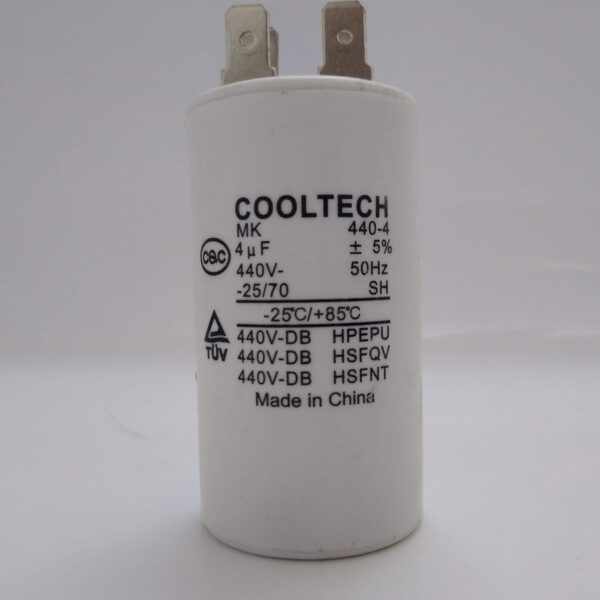 COOLTECH
MK 440-4
4µF ± 5%
440V- 50Hz
-25/70 SH
-25℃/+85℃
440V-DB HPEPU
440V-DB HSFQV
440V-DB HSFNT
Made in China
CQC
TÜV